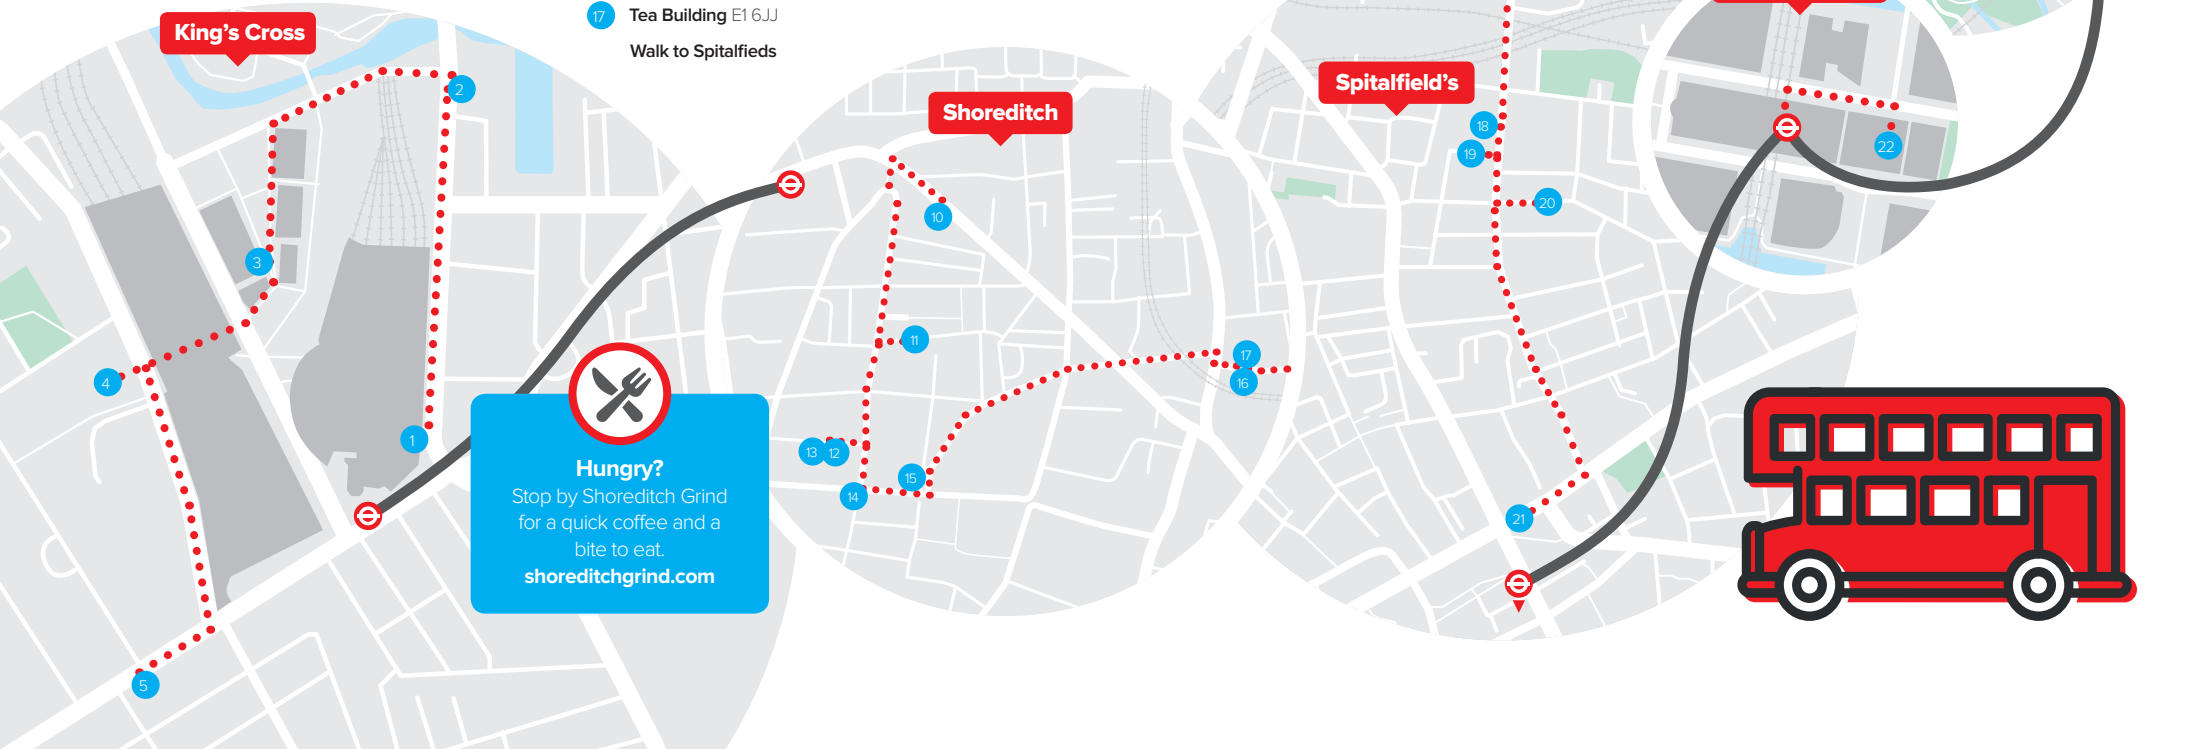 King's Cross
17 Tea Building E1 6JJ
Walk to Spitalfieds
Shoreditch
Spitalfield's
2
3
4
1
5
10
11
13
12
14
15
17
16
18
19
20
21
22
Hungry?
Stop by Shoreditch Grind
for a quick coffee and a
bite to eat.
shoreditchgrind.com